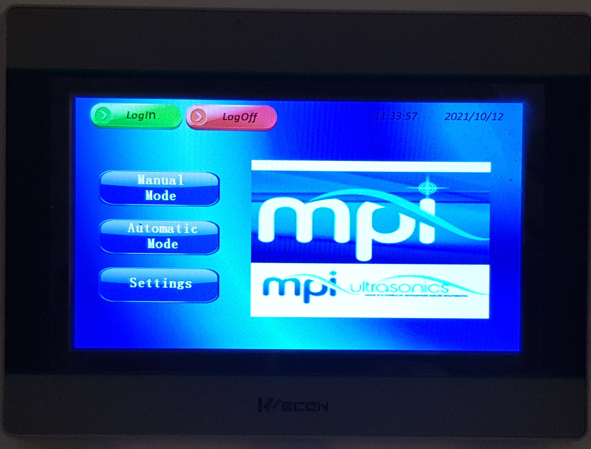 LogIn
LogOff
11:33:57
2021/10/12
Manual
Mode
Automatic
Mode
Settings
mpi
mpi ultrasonics
WECON